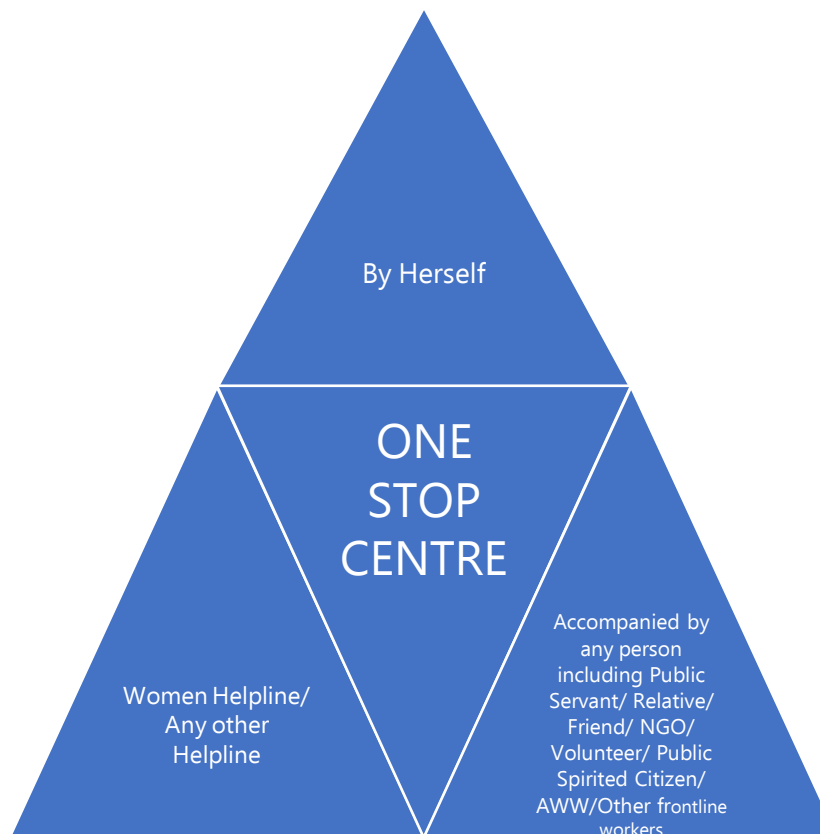 By Herself
ONE
STOP
CENTRE
Women Helpline/
Any other
Helpline
Accompanied by
any person
including Public
Servant/ Relative/
Friend/ NGO/
Volunteer/ Public
Spirited Citizen/
AWW/Other frontline
workers